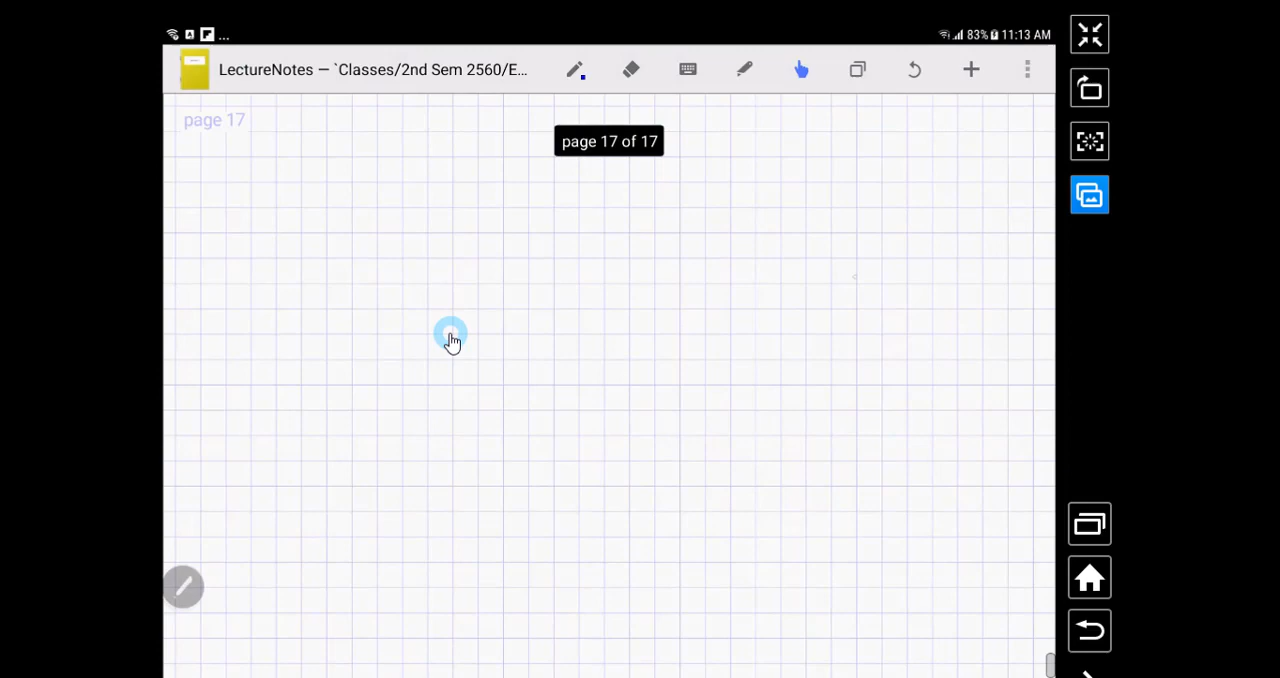 ... 83% 11:13 AM
LectureNotes — `Classes/2nd Sem 2560/E...
page 17
page 17 of 17